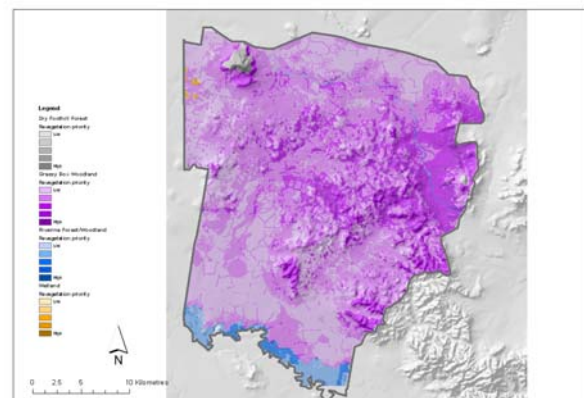 Legend
Dry Foothill Forest
Revegetation priority
Low
High
Grassy Box Woodland
Revegetation priority
Low
High
Riverine Forest/Woodland
Revegetation priority
Low
High
Wetland
Revegetation priority
Low
High
N
0 2.5 5 10 Kilometres